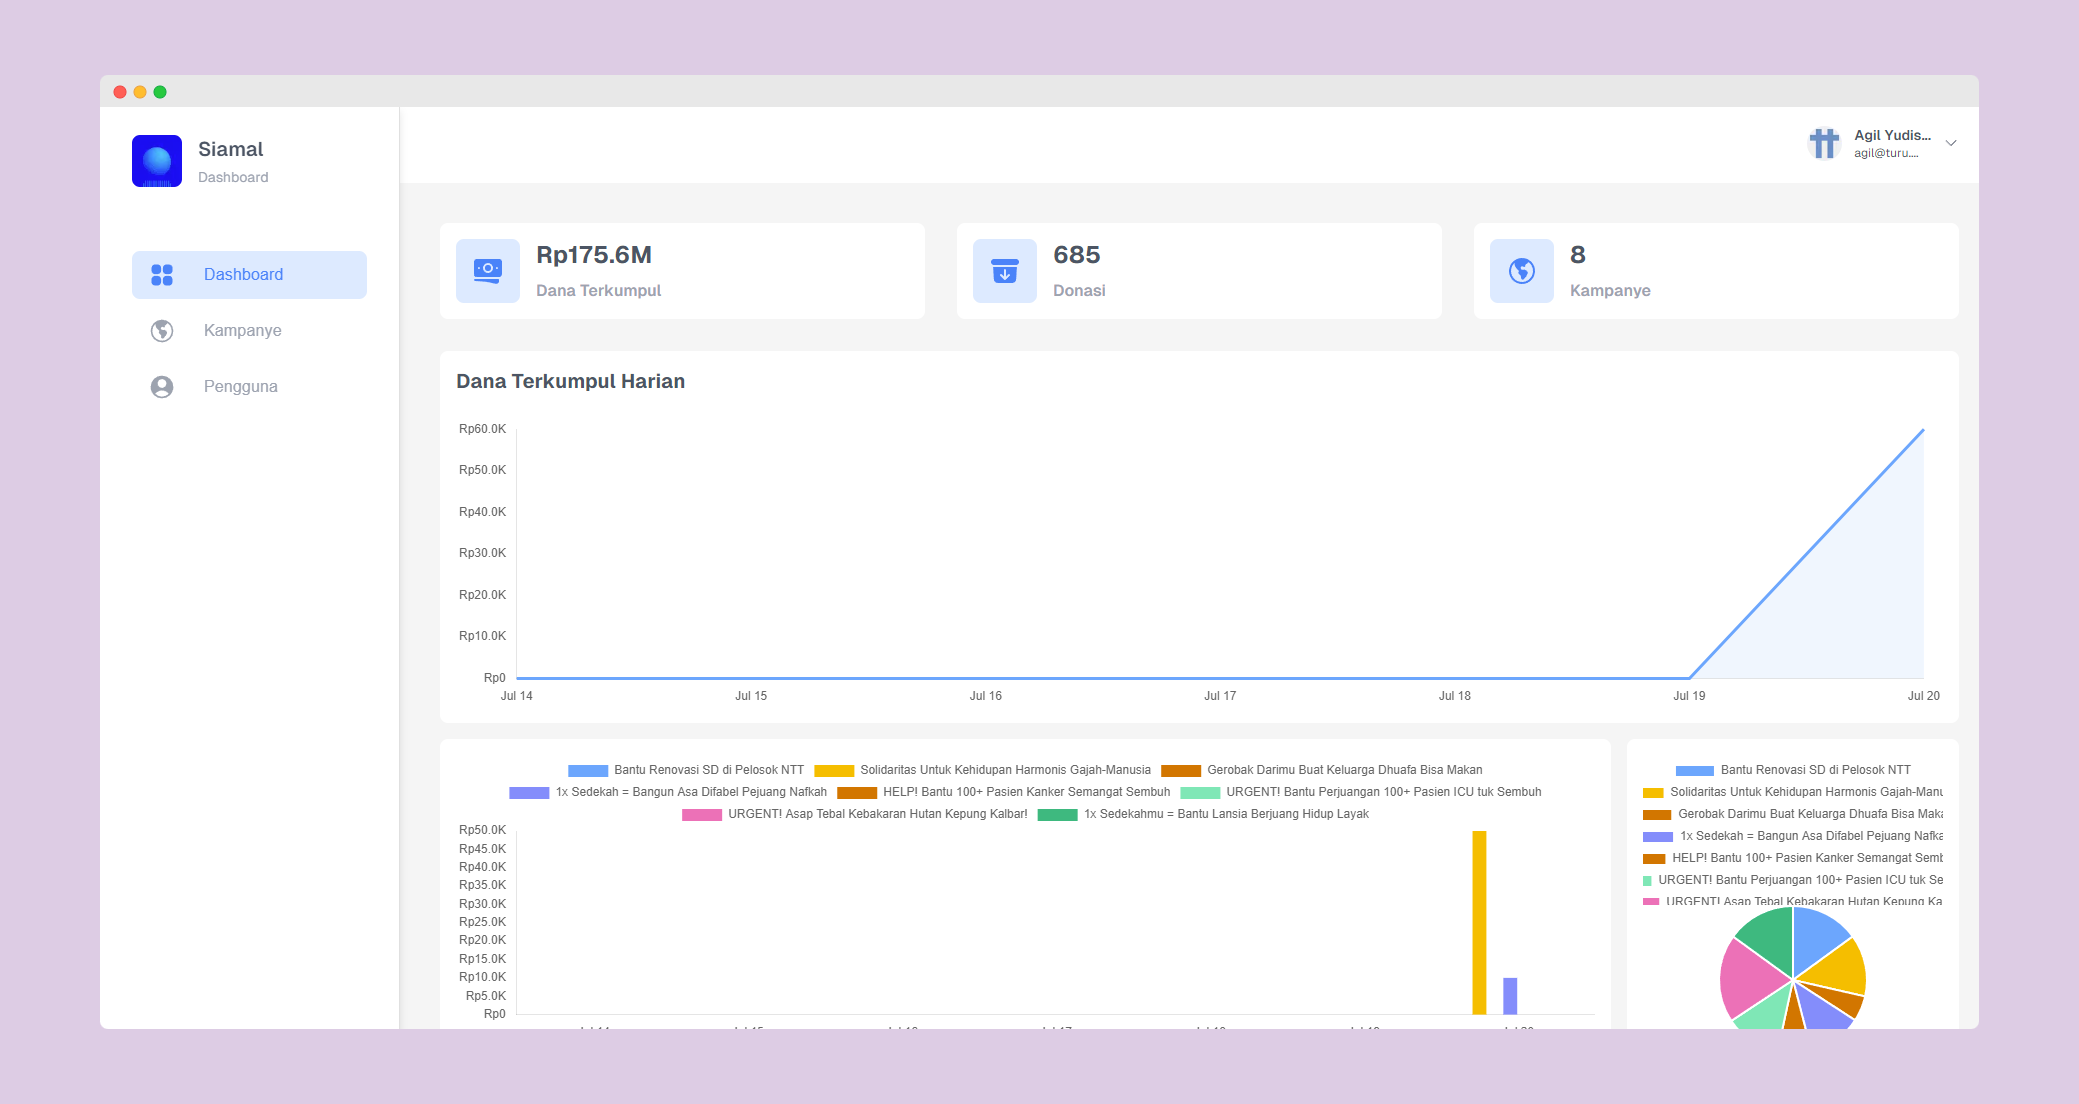 Siamal
Dashboard
Agil Yudis...
agil@turu....
Dashboard
Kampanye
Pengguna
Rp175.6M
Dana Terkumpul
685
Donasi
8
Kampanye
Dana Terkumpul Harian
Rp60.0K
Rp50.0K
Rp40.0K
Rp30.0K
Rp20.0K
Rp10.0K
Rp0
Jul 14 Jul 15 Jul 16 Jul 17 Jul 18 Jul 19 Jul 20
Bantu Renovasi SD di Pelosok NTT Solidaritas Untuk Kehidupan Harmonis Gajah-Manusia Gerobak Darimu Buat Keluarga Dhuafa Bisa Makan
1x Sedekah = Bangun Asa Difabel Pejuang Nafkah HELP! Bantu 100+ Pasien Kanker Semangat Sembuh URGENT! Bantu Perjuangan 100+ Pasien ICU tuk Sembuh
URGENT! Asap Tebal Kebakaran Hutan Kepung Kalbar! 1x Sedekahmu = Bantu Lansia Berjuang Hidup Layak
Rp50.0K
Rp45.0K
Rp40.0K
Rp35.0K
Rp30.0K
Rp25.0K
Rp20.0K
Rp15.0K
Rp10.0K
Rp5.0K
Rp0
Bantu Renovasi SD di Pelosok NTT
Solidaritas Untuk Kehidupan Harmonis Gajah-Manu
Gerobak Darimu Buat Keluarga Dhuafa Bisa Maka
1x Sedekah = Bangun Asa Difabel Pejuang Nafka
HELP! Bantu 100+ Pasien Kanker Semangat Semb
URGENT! Bantu Perjuangan 100+ Pasien ICU tuk Se
URGENT! Asap Tebal Kebakaran Hutan Kepung Ka